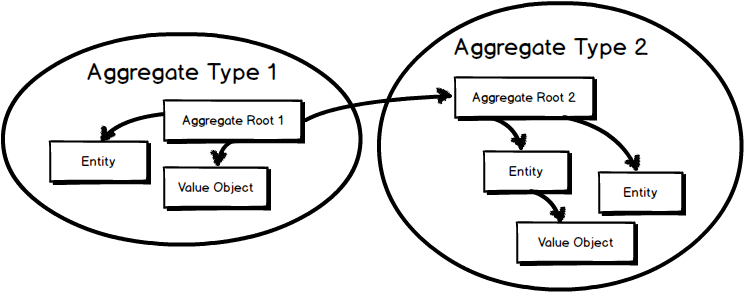 Aggregate Type 1
Aggregate Root 1
Entity
Value Object
Aggregate Type 2
Aggregate Root 2
Entity
Entity
Value Object